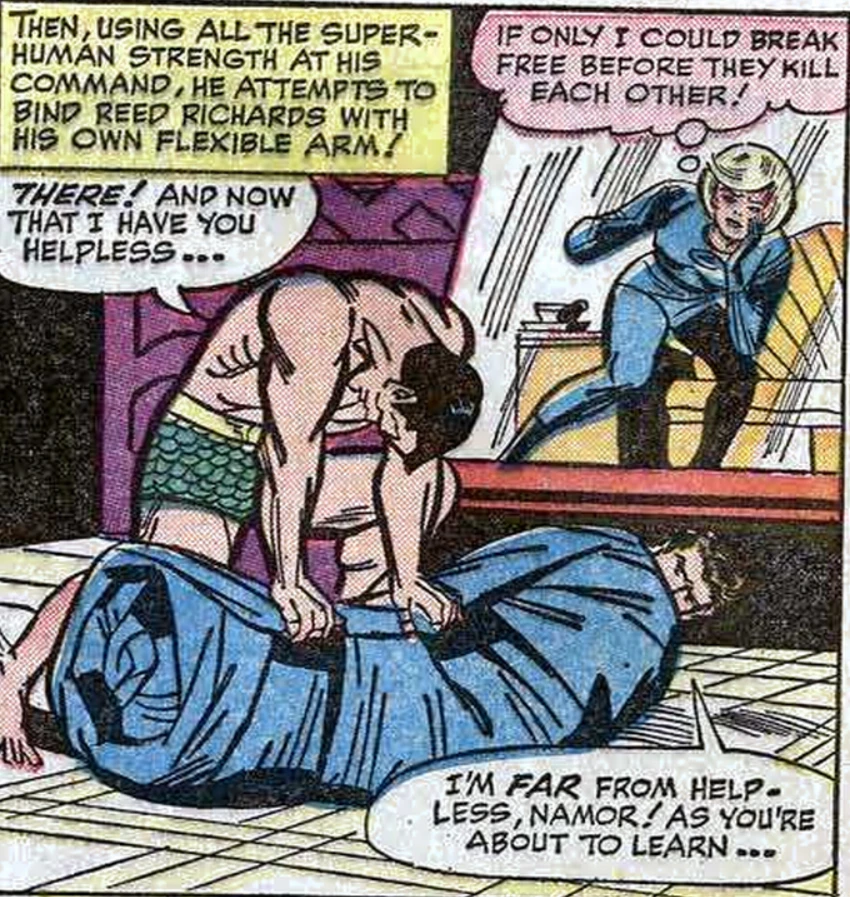 THEN, USING ALL THE SUPER-
HUMAN STRENGTH AT HIS
COMMAND, HE ATTEMPTS TO
BIND REED RICHARDS WITH
HIS OWN FLEXIBLE ARM!
IF ONLY I COULD BREAK
FREE BEFORE THEY KILL
EACH OTHER!
THERE! AND NOW
THAT I HAVE YOU
HELPLESS...
I'M FAR FROM HELP-
LESS, NAMOR! AS YOU'RE
ABOUT TO LEARN...